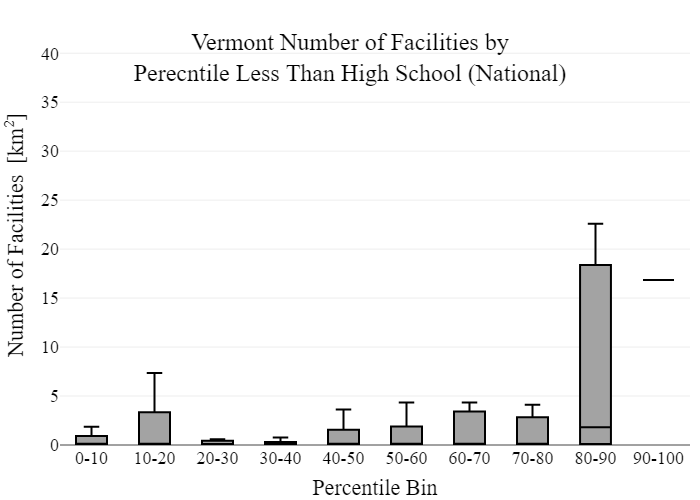 Vermont Number of Facilities by
Perecntile Less Than High School (National)
Number of Facilities [km²]
40
35
30
25
20
15
10
5
0
0-10 10-20 20-30 30-40 40-50 50-60 60-70 70-80 80-90 90-100
Percentile Bin